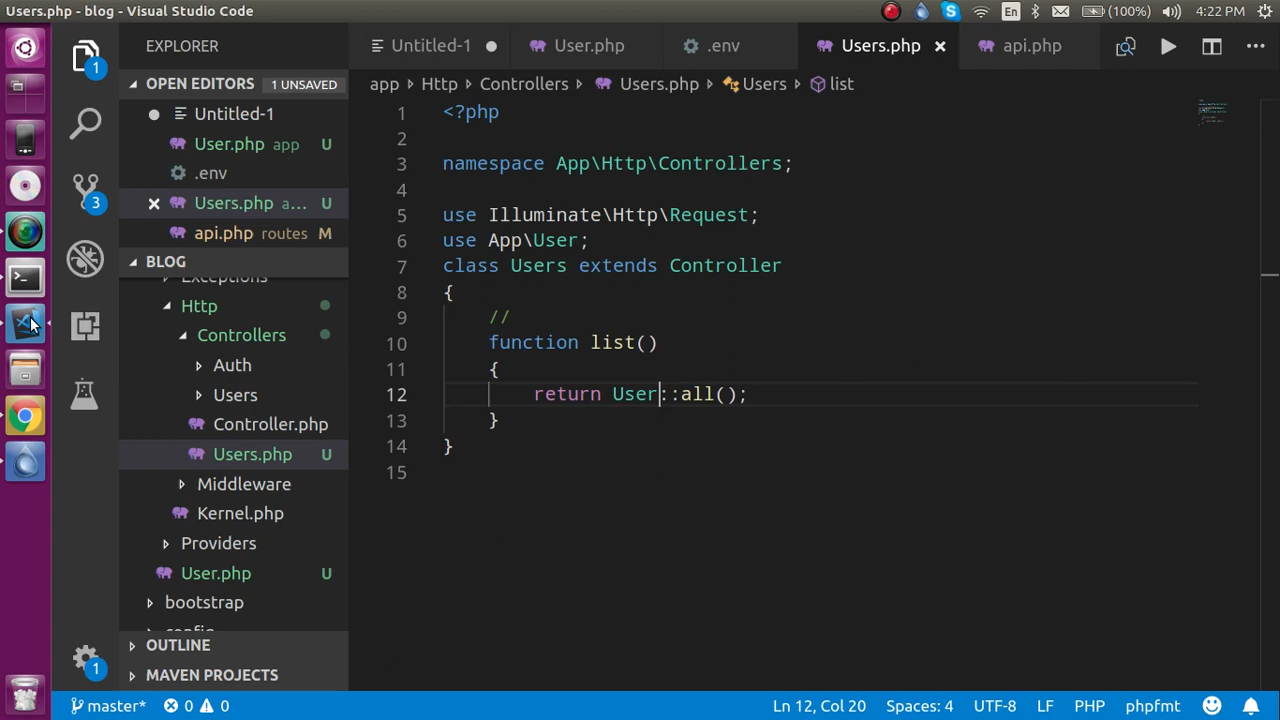 Users.php - blog - Visual Studio Code
En
(100%)
4:22 PM
EXPLORER
Untitled-1
User.php
.env
Users.php
api.php
1
OPEN EDITORS 1 UNSAVED
app > Http > Controllers > Users.php > Users > list
Untitled-1
User.php app U
.env
Users.php a... U
api.php routes M
3
BLOG
Exceptions
Http
Controllers
Auth
Users
Controller.php
Users.php U
Middleware
Kernel.php
Providers
User.php U
bootstrap
config
OUTLINE
MAVEN PROJECTS
1
1 <?php
2
3 namespace App\Http\Controllers;
4
5 use Illuminate\Http\Request;
6 use App\User;
7 class Users extends Controller
8 {
9 //
10 function list()
11 {
12 return User::all();
13 }
14 }
15
master* 0 0
Ln 12, Col 20 Spaces: 4 UTF-8 LF PHP phpfmt